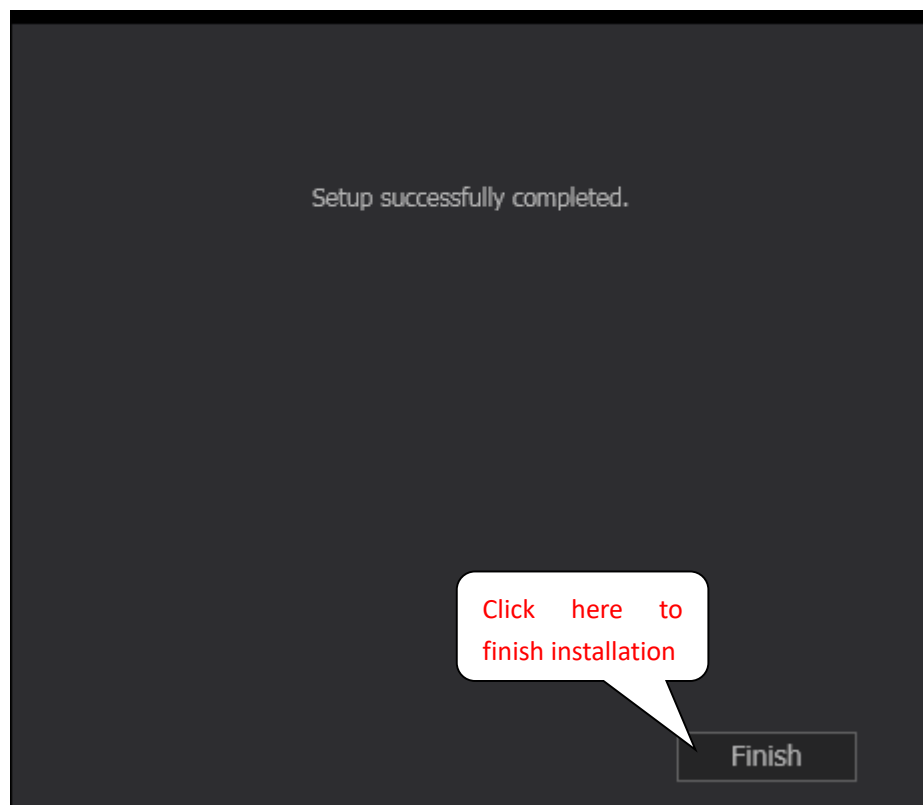 Setup successfully completed.
Click here to
finish installation
Finish